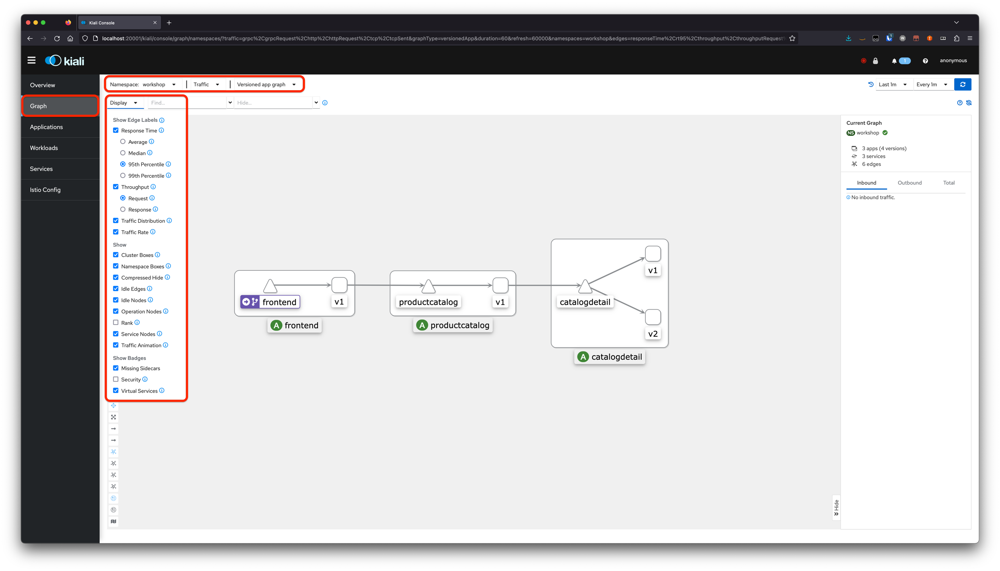 Kiali Console
localhost:20001/kiali/console/graph/namespaces/?traffic=grpc%2CgrpcRequest%2Chttp%2ChttpRequest%2Ctcp%2CtcpSent&graphType=versionedApp&duration=60&refresh=60000&namespaces=workshop&edges=responseTime%2Crt95%2Cthroughput%2CthroughputRequest%
1
W
kiali
1
anonymous
Overview
Graph
Applications
Workloads
Services
Istio Config
Namespace: workshop | Traffic | Versioned app graph
Last 1m Every 1m
Display Find... Hide...
Show Edge Labels
Response Time
Average
Median
95th Percentile
99th Percentile
Throughput
Request
Response
Traffic Distribution
Traffic Rate
Show
Cluster Boxes
Namespace Boxes
Compressed Hide
Idle Edges
Idle Nodes
Operation Nodes
Rank
Service Nodes
Traffic Animation
Show Badges
Missing Sidecars
Security
Virtual Services
frontend
v1
A frontend
productcatalog
v1
A productcatalog
catalogdetail
v1
v2
A catalogdetail
Hide
Current Graph
NS workshop
3 apps (4 versions)
3 services
6 edges
Inbound Outbound Total
No inbound traffic.